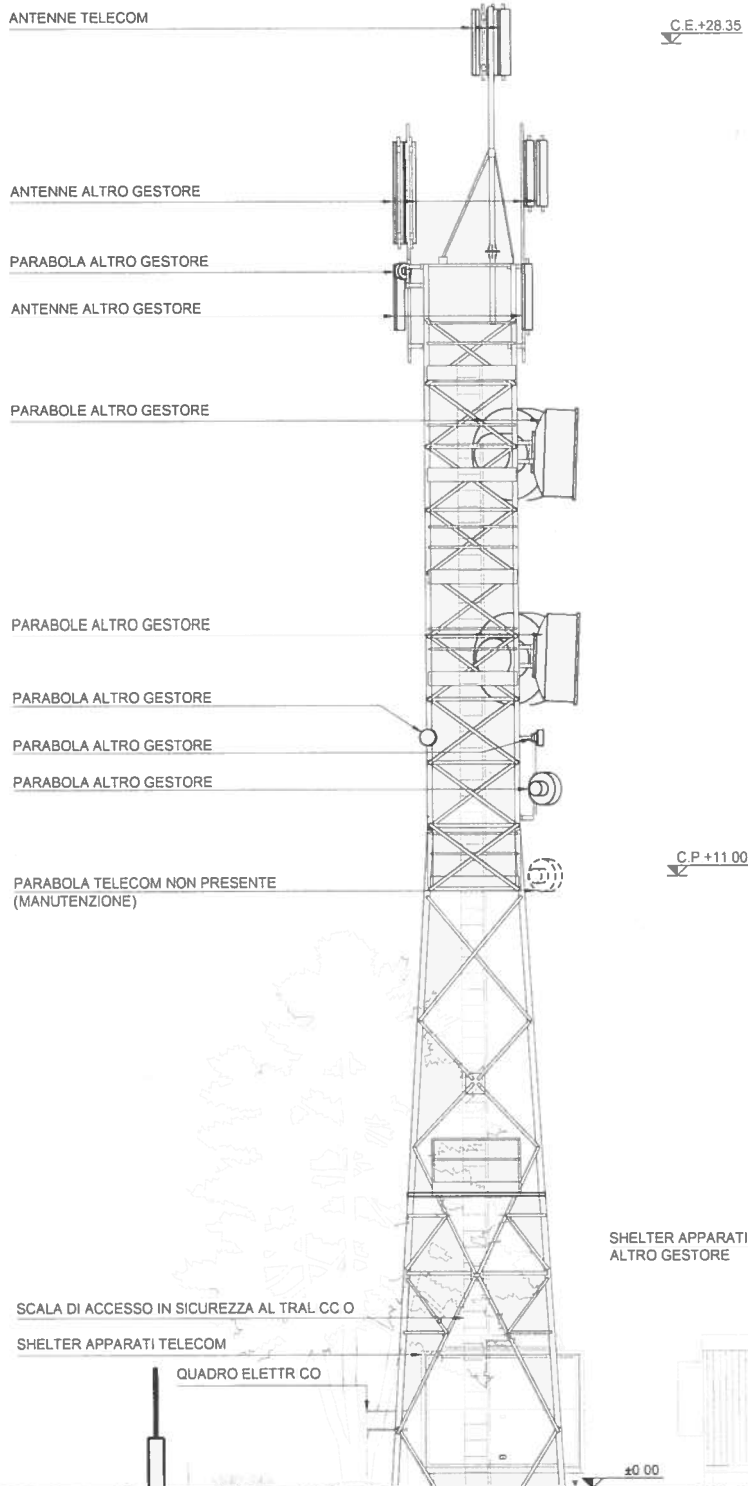 ANTENNE TELECOM
C.E.+28.35
ANTENNE ALTRO GESTORE
PARABOLA ALTRO GESTORE
ANTENNE ALTRO GESTORE
PARABOLE ALTRO GESTORE
PARABOLE ALTRO GESTORE
PARABOLA ALTRO GESTORE
PARABOLA ALTRO GESTORE
PARABOLA ALTRO GESTORE
C.P +11 00
PARABOLA TELECOM NON PRESENTE
(MANUTENZIONE)
SHELTER APPARATI
ALTRO GESTORE
SCALA DI ACCESSO IN SICUREZZA AL TRAL CC O
SHELTER APPARATI TELECOM
QUADRO ELETTR CO
±0 00